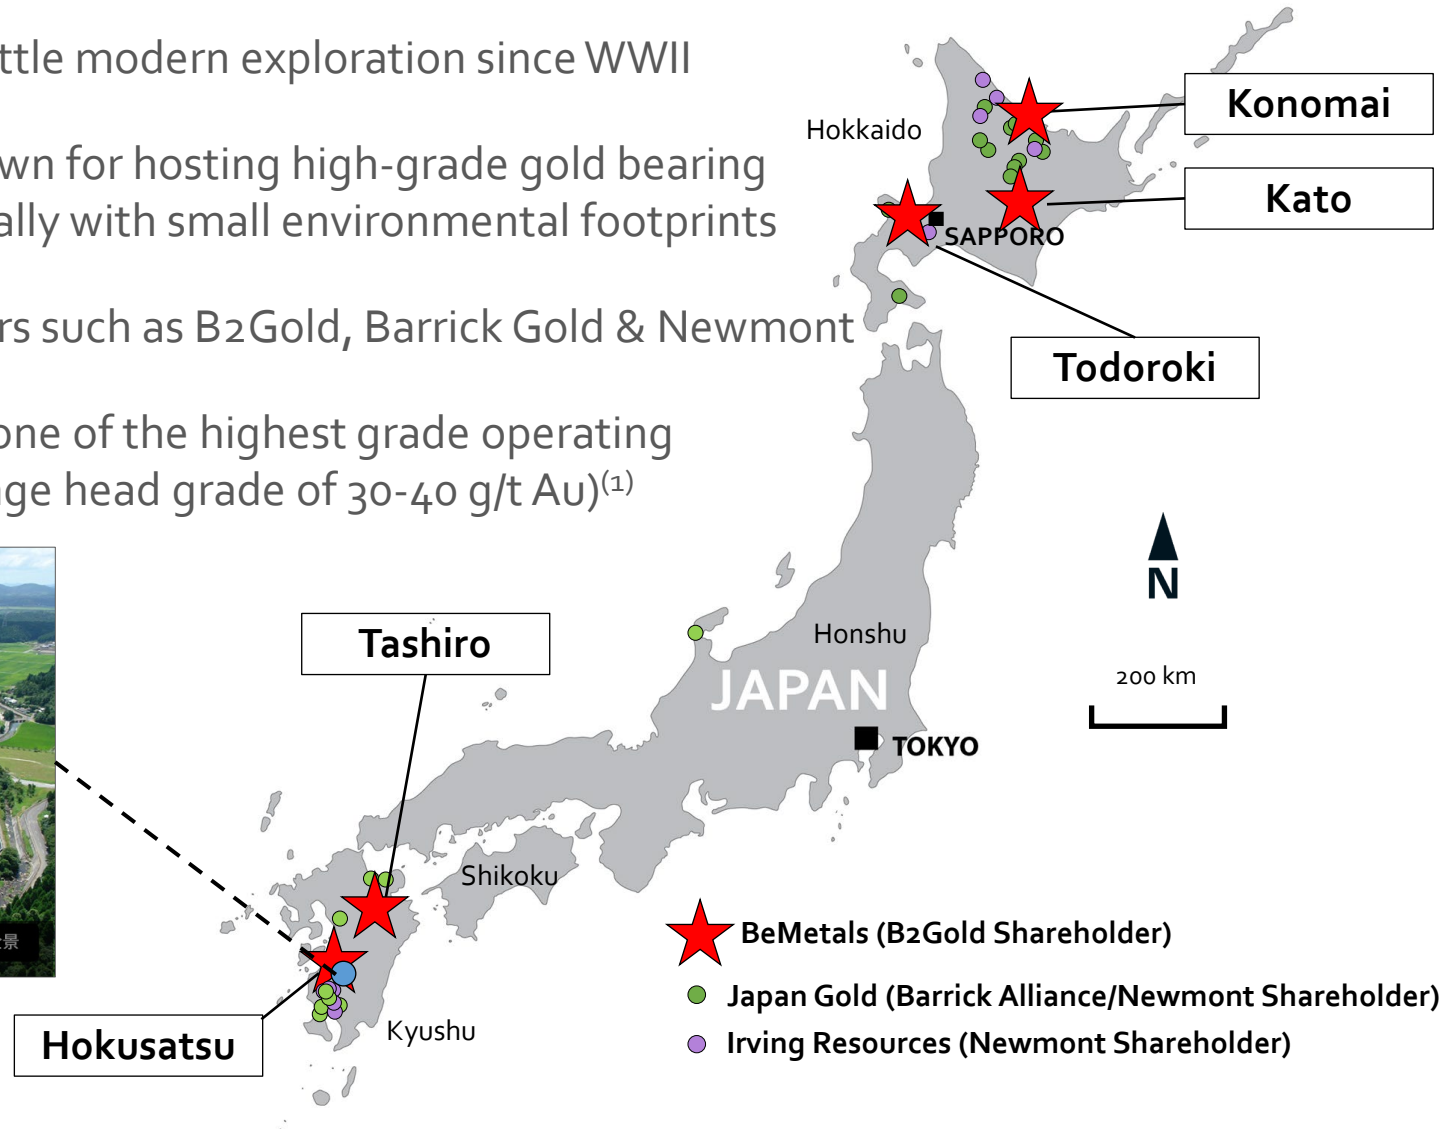 ttle modern exploration since WWII
wn for hosting high-grade gold bearing
ally with small environmental footprints
rs such as B2Gold, Barrick Gold & Newmont
one of the highest grade operating
ge head grade of 30-40 g/t Au)(1)
Hokkaido
Konomai
Kato
SAPPORO
Todoroki
N
200 km
Tashiro
Honshu
JAPAN
TOKYO
Shikoku
景
Hokusatsu
Kyushu
BeMetals (B2Gold Shareholder)
Japan Gold (Barrick Alliance/Newmont Shareholder)
Irving Resources (Newmont Shareholder)